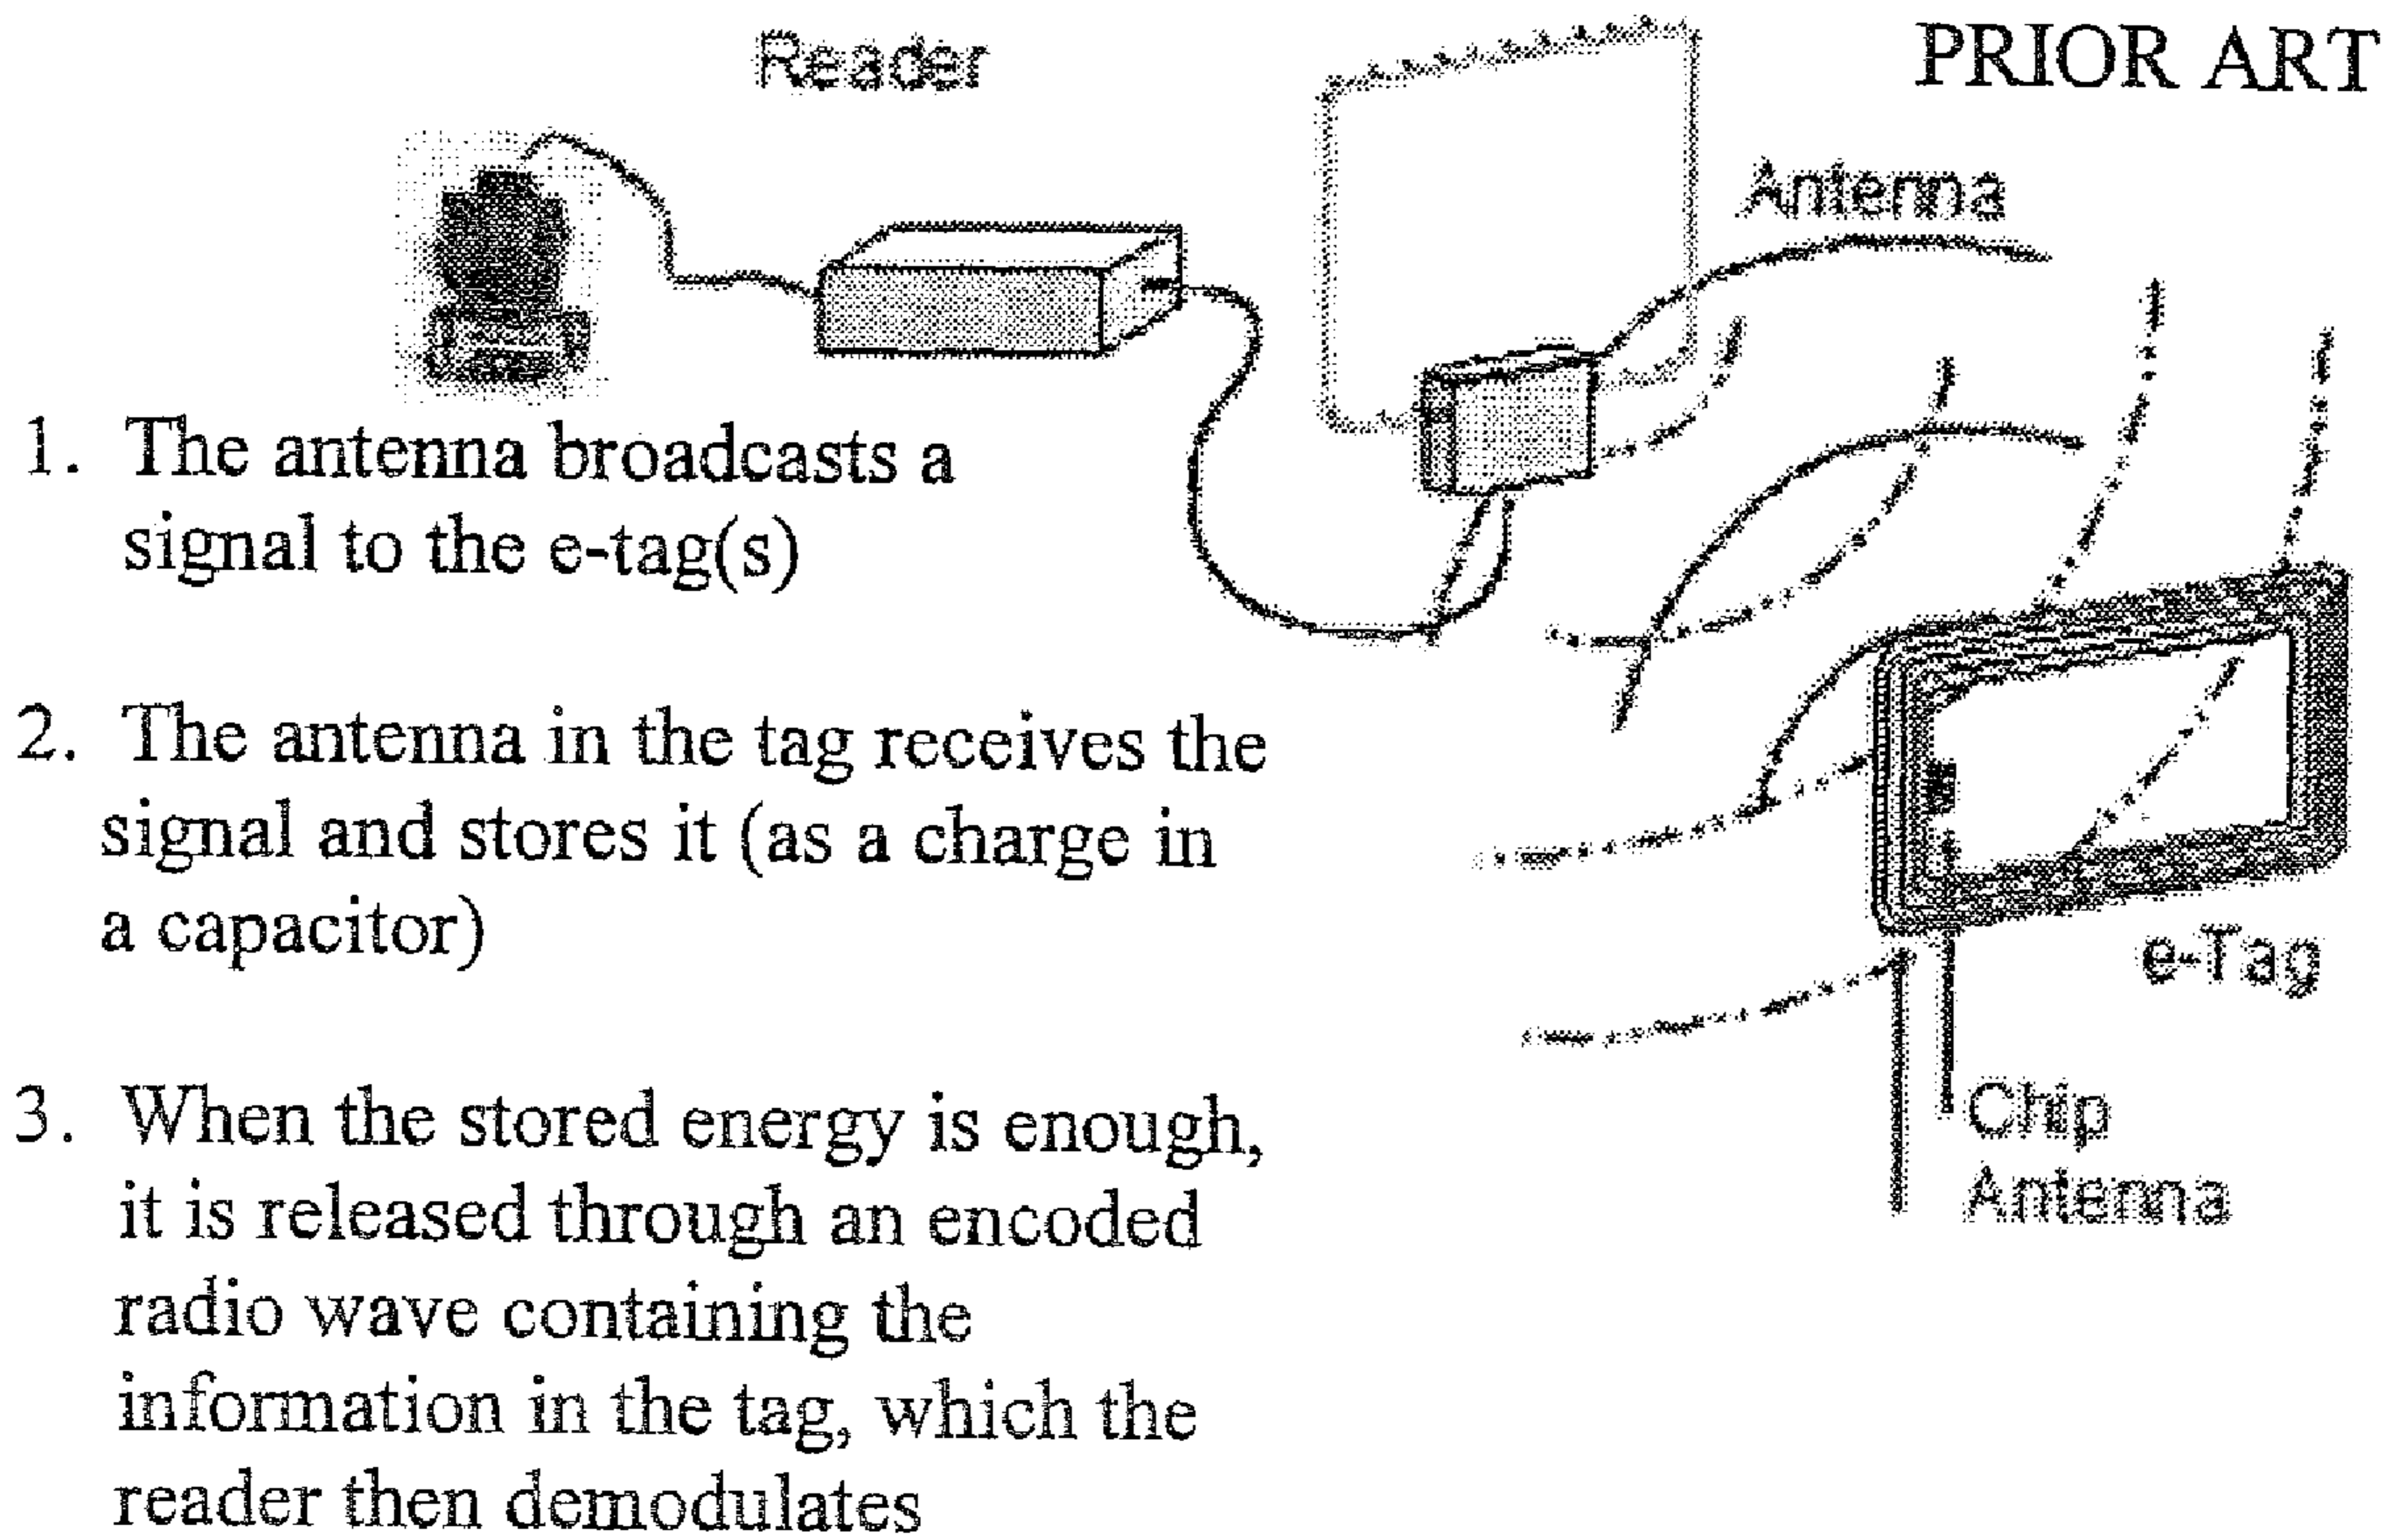 Reader
PRIOR ART
Antenna
1. The antenna broadcasts a
signal to the e-tag(s)
2. The antenna in the tag receives the
signal and stores it (as a charge in
a capacitor)
e-Tag
Chip
Antenna
3. When the stored energy is enough,
it is released through an encoded
radio wave containing the
information in the tag, which the
reader then demodulates